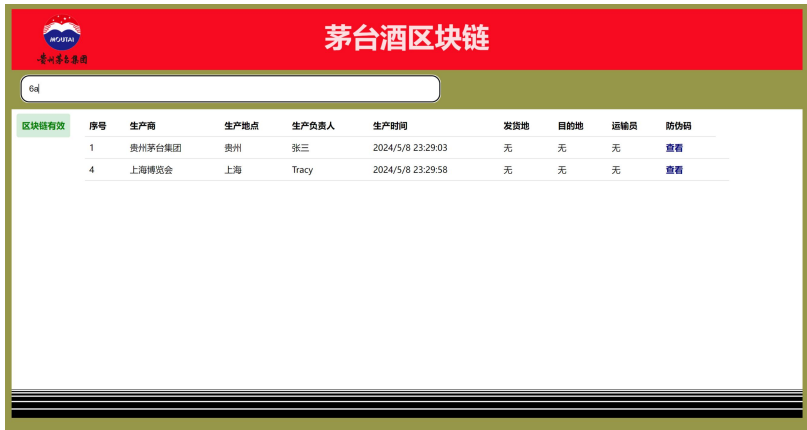 MOUTAI
贵州茅台集团
茅台酒区块链
6a
区块链有效
序号 生产商 生产地点 生产负责人 生产时间 发货地 目的地 运输员 防伪码
1 贵州茅台集团 贵州 张三 2024/5/8 23:29:03 无 无 无 查看
4 上海博览会 上海 Tracy 2024/5/8 23:29:58 无 无 无 查看